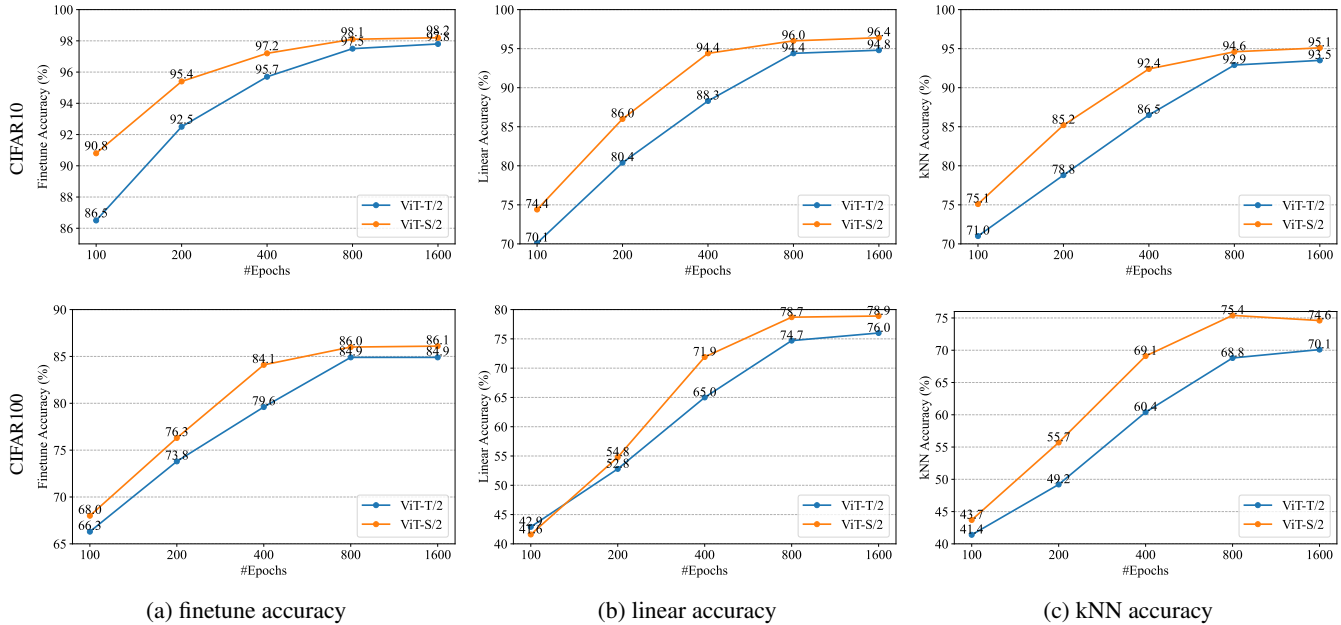 CIFAR10
Finetune Accuracy (%)
98
96
94
92
90
88
86
90.8
95.4
97.2
98.1
98.2
86.5
92.5
95.7
97.5
97.8
ViT-T/2
ViT-S/2
100 200 400 800 1600
#Epochs
Linear Accuracy (%)
95
90
85
80
75
70
74.4
86.0
94.4
96.0
96.4
70.1
80.4
88.3
94.4
94.8
ViT-T/2
ViT-S/2
100 200 400 800 1600
#Epochs
kNN Accuracy (%)
95
90
85
80
75
70
75.1
85.2
92.4
94.6
95.1
71.0
78.8
86.5
92.9
93.5
ViT-T/2
ViT-S/2
100 200 400 800 1600
#Epochs
CIFAR100
Finetune Accuracy (%)
90
85
80
75
70
65
68.0
76.3
84.1
86.0
86.1
66.3
73.8
79.6
84.9
84.9
ViT-T/2
ViT-S/2
100 200 400 800 1600
#Epochs
Linear Accuracy (%)
80
75
70
65
60
55
50
45
40
42.9
52.8
65.0
74.7
76.0
41.6
54.8
71.9
78.7
78.9
ViT-T/2
ViT-S/2
100 200 400 800 1600
#Epochs
kNN Accuracy (%)
75
70
65
60
55
50
45
40
43.7
55.7
69.1
75.4
74.6
41.4
49.2
60.4
68.8
70.1
ViT-T/2
ViT-S/2
100 200 400 800 1600
#Epochs
(a) finetune accuracy
(b) linear accuracy
(c) kNN accuracy